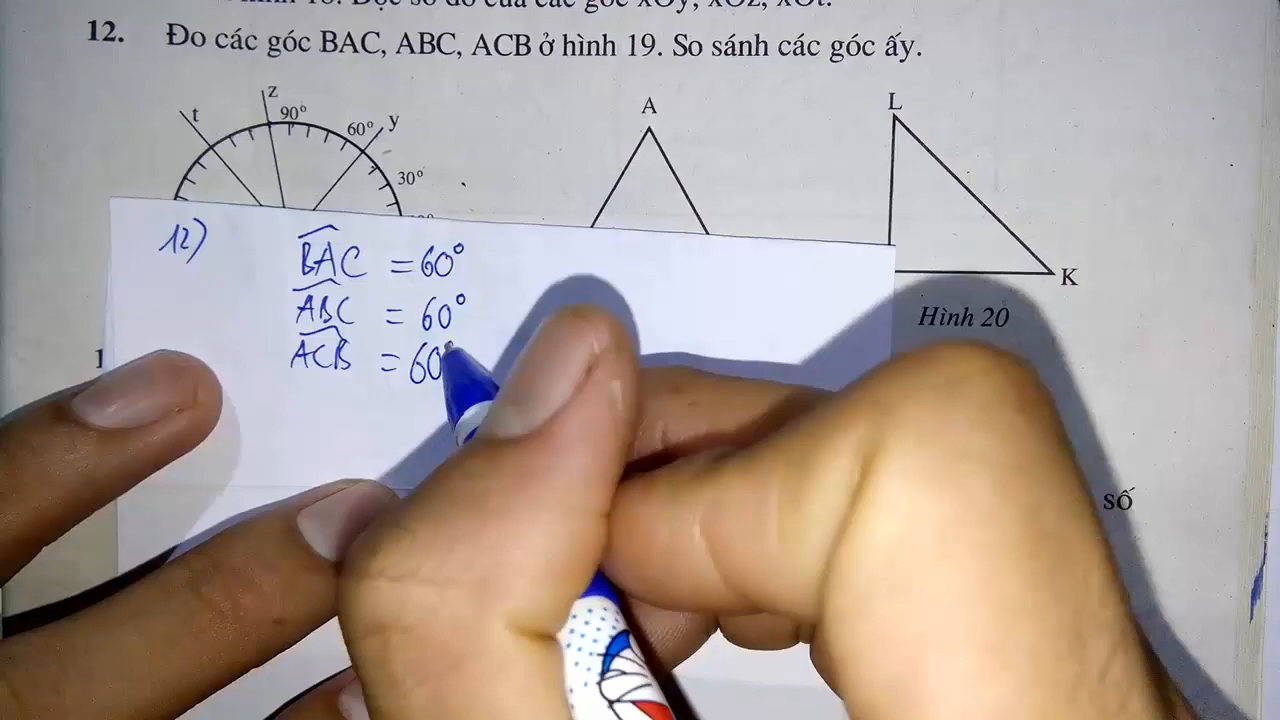 12. Đo các góc BAC, ABC, ACB ở hình 19. So sánh các góc ấy.
t z 90° 60° y 30°
A
L
K
Hình 20
12)
BAC = 60°
ABC = 60°
ACB = 60
1
số